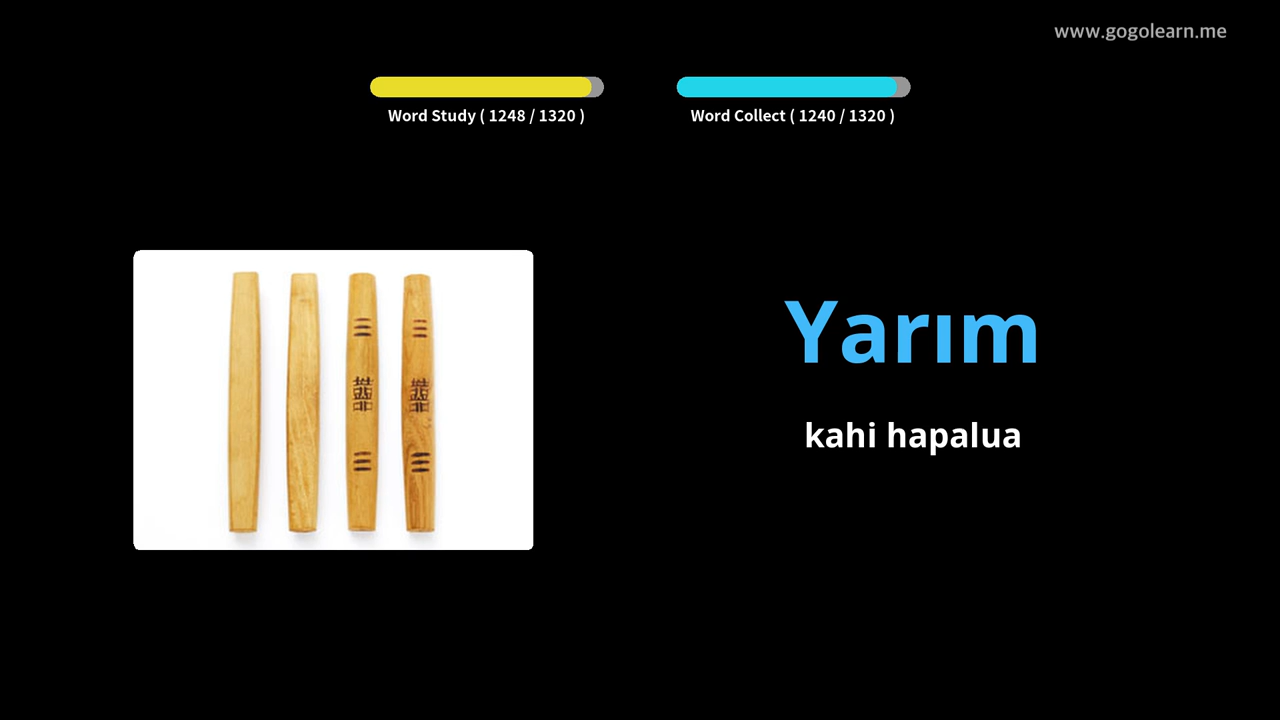 www.gogolearn.me
Word Study ( 1248 / 1320 )
Word Collect ( 1240 / 1320 )
Yarım
kahi hapalua